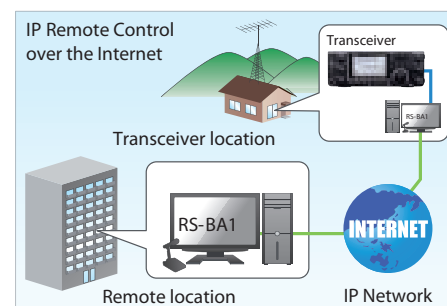 IP Remote Control
over the Internet
Transceiver
RS-BA1
Transceiver location
RS-BA1
INTERNET
Remote location
IP Network